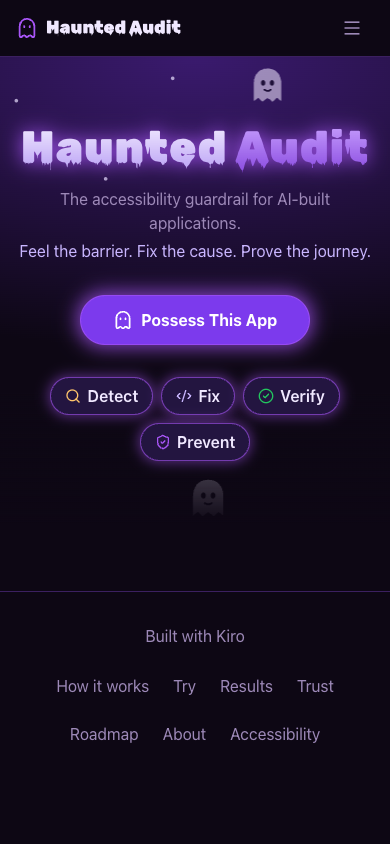 Haunted Audit
Haunted Audit
The accessibility guardrail for AI-built
applications.
Feel the barrier. Fix the cause. Prove the journey.
Possess This App
Detect
Fix
Verify
Prevent
Built with Kiro
How it works Try Results Trust
Roadmap About Accessibility